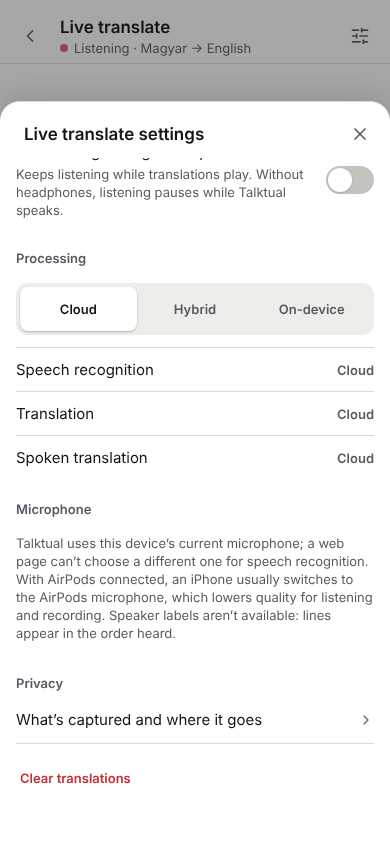 Live translate
Listening · Magyar → English
Live translate settings
Keeps listening while translations play. Without
headphones, listening pauses while Talktual
speaks.
Processing
Cloud
Hybrid
On-device
Speech recognition
Cloud
Translation
Cloud
Spoken translation
Cloud
Microphone
Talktual uses this device’s current microphone; a web
page can’t choose a different one for speech recognition.
With AirPods connected, an iPhone usually switches to
the AirPods microphone, which lowers quality for listening
and recording. Speaker labels aren’t available: lines
appear in the order heard.
Privacy
What’s captured and where it goes
Clear translations